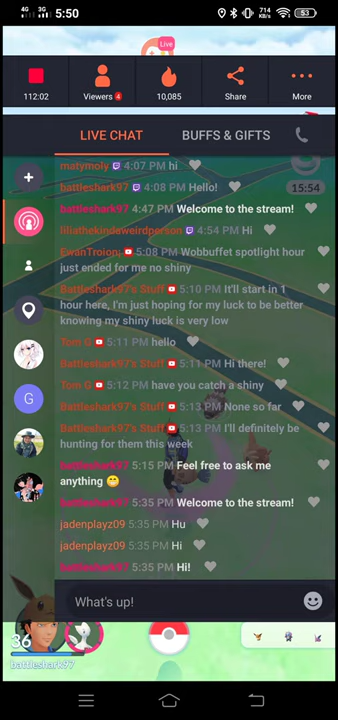 4G 3G 5:50 714 KB/s 53
Live
112:02 Viewers 4 10,085 Share More
LIVE CHAT BUFFS & GIFTS
15:54
matymoly 4:07 PM hi
battleshark97 4:08 PM Hello!
battleshark97 4:47 PM Welcome to the stream!
liliathekindaweirdperson 4:54 PM Hi
EwanTroionj 5:08 PM Wobbuffet spotlight hour
just ended for me no shiny
Battleshark97's Stuff 5:10 PM It'll start in 1
hour here, I'm just hoping for my luck to be better
knowing my shiny luck is very low
Tom G 5:11 PM hello
Battleshark97's Stuff 5:11 PM Hi there!
Tom G 5:12 PM have you catch a shiny
G
Battleshark97's Stuff 5:13 PM None so far
Battleshark97's Stuff 5:13 PM I'll definitely be
hunting for them this week
battleshark97 5:15 PM Feel free to ask me
anything 😁
battleshark97 5:35 PM Welcome to the stream!
jadenplayz09 5:35 PM Hu
jadenplayz09 5:35 PM Hi
battleshark97 5:35 PM Hi!
What's up!
36
battleshark97